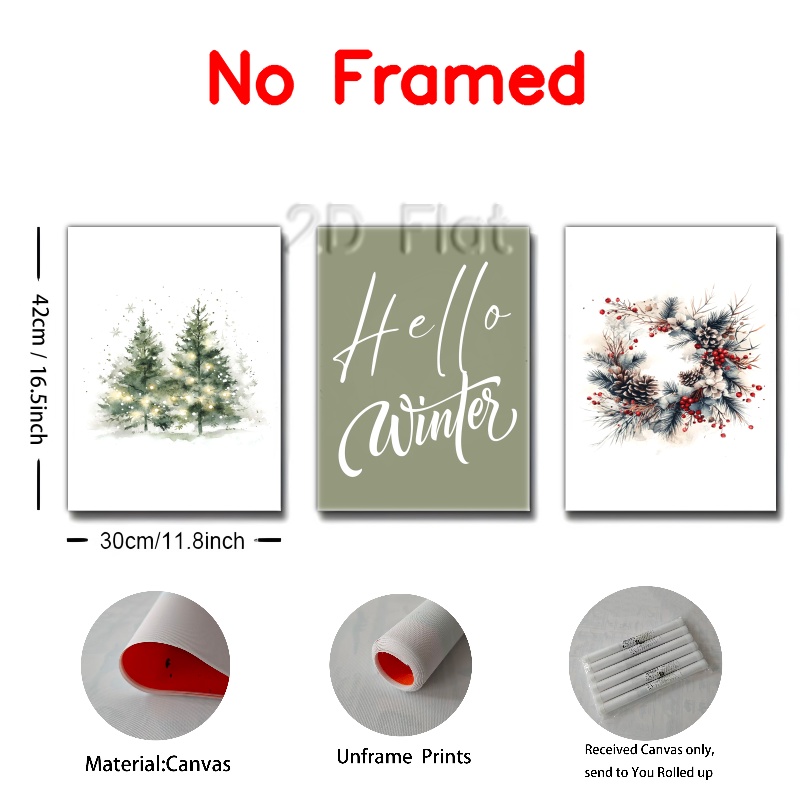 No Framed
2D Flat
42cm / 16.5inch
Hello
Winter
30cm/11.8inch
Material:Canvas
Unframe Prints
Received Canvas only,
send to You Rolled up